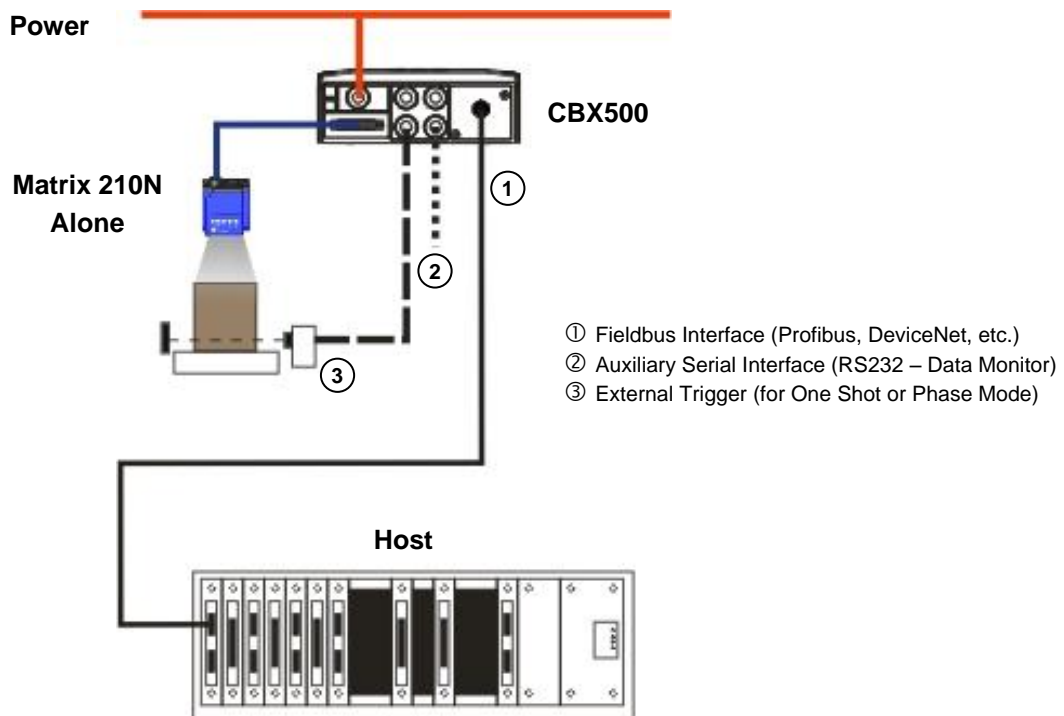 Power
CBX500
Matrix 210N
Alone
1
2
3
① Fieldbus Interface (Profibus, DeviceNet, etc.)
② Auxiliary Serial Interface (RS232 – Data Monitor)
③ External Trigger (for One Shot or Phase Mode)
Host